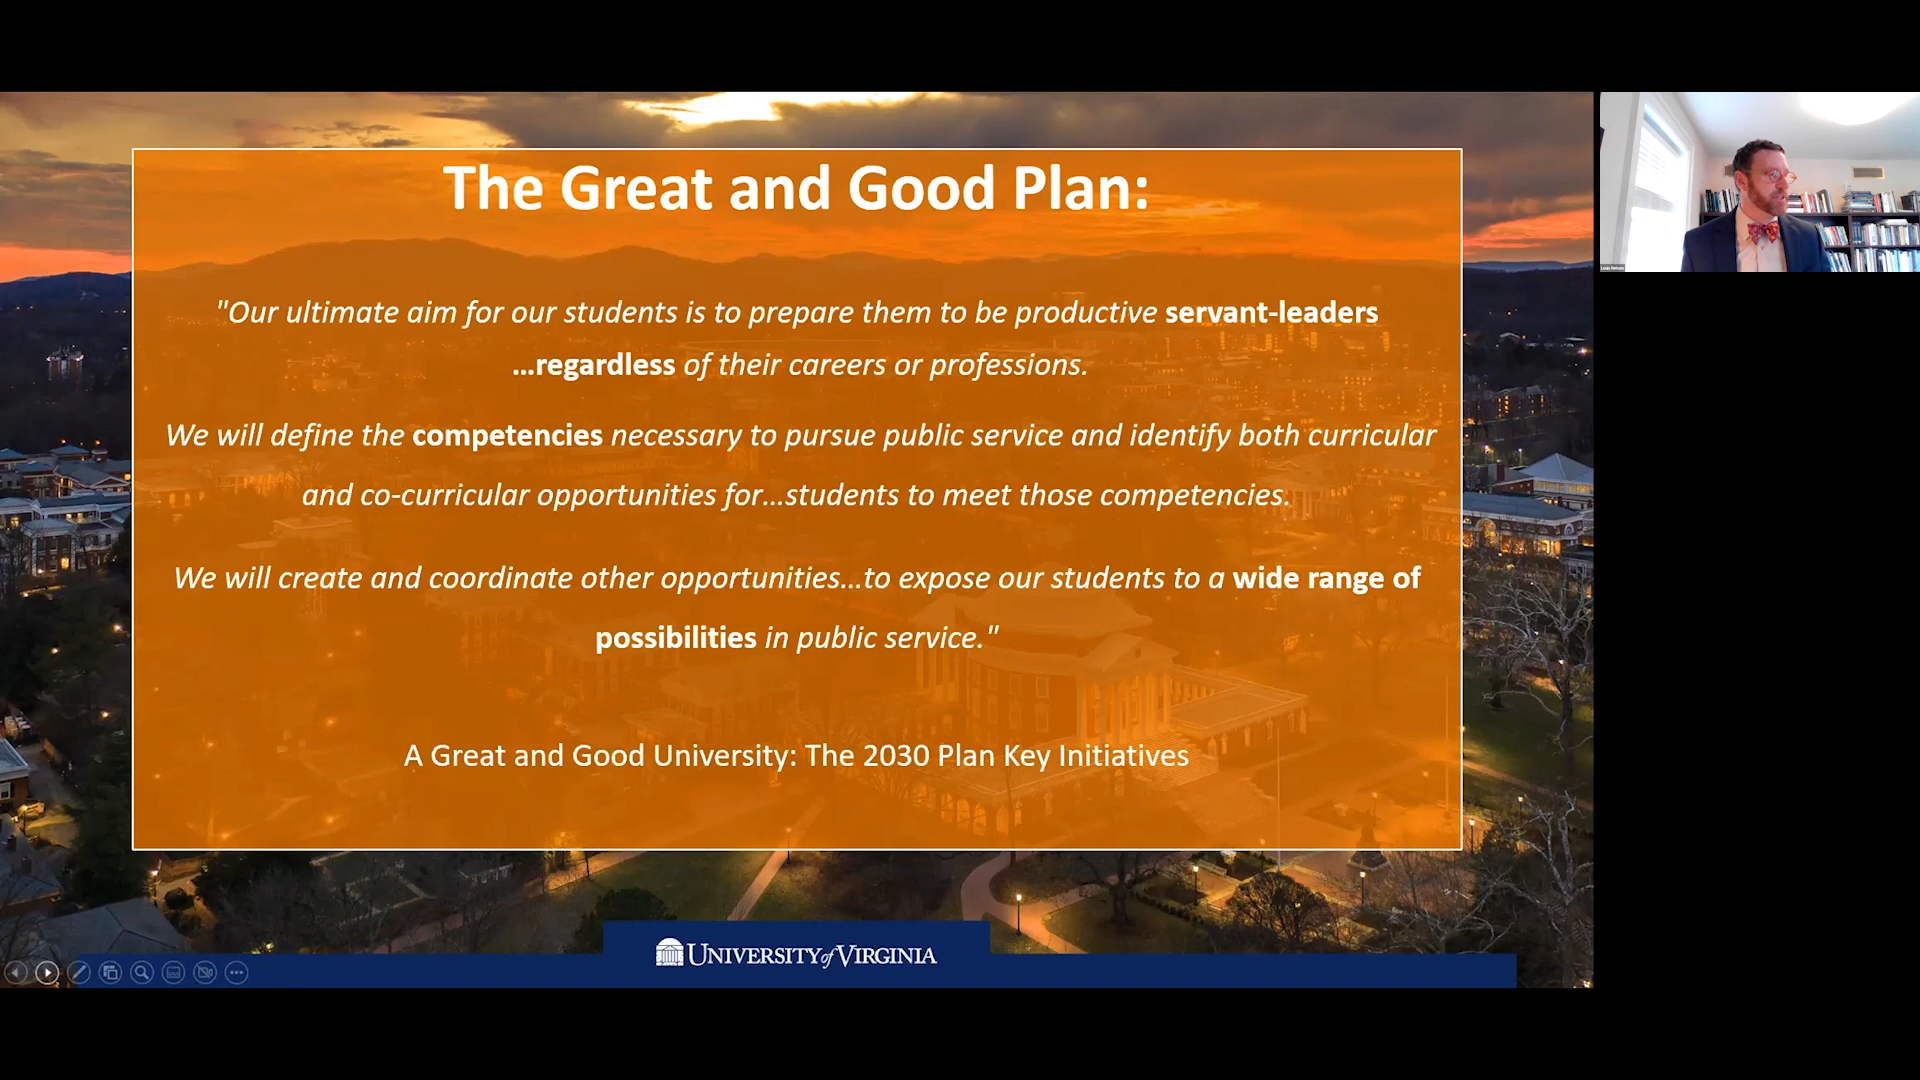 The Great and Good Plan:
"Our ultimate aim for our students is to prepare them to be productive servant-leaders
...regardless of their careers or professions.
We will define the competencies necessary to pursue public service and identify both curricular
and co-curricular opportunities for...students to meet those competencies.
We will create and coordinate other opportunities...to expose our students to a wide range of
possibilities in public service."
A Great and Good University: The 2030 Plan Key Initiatives
UNIVERSITY of VIRGINIA
Louis Nelson